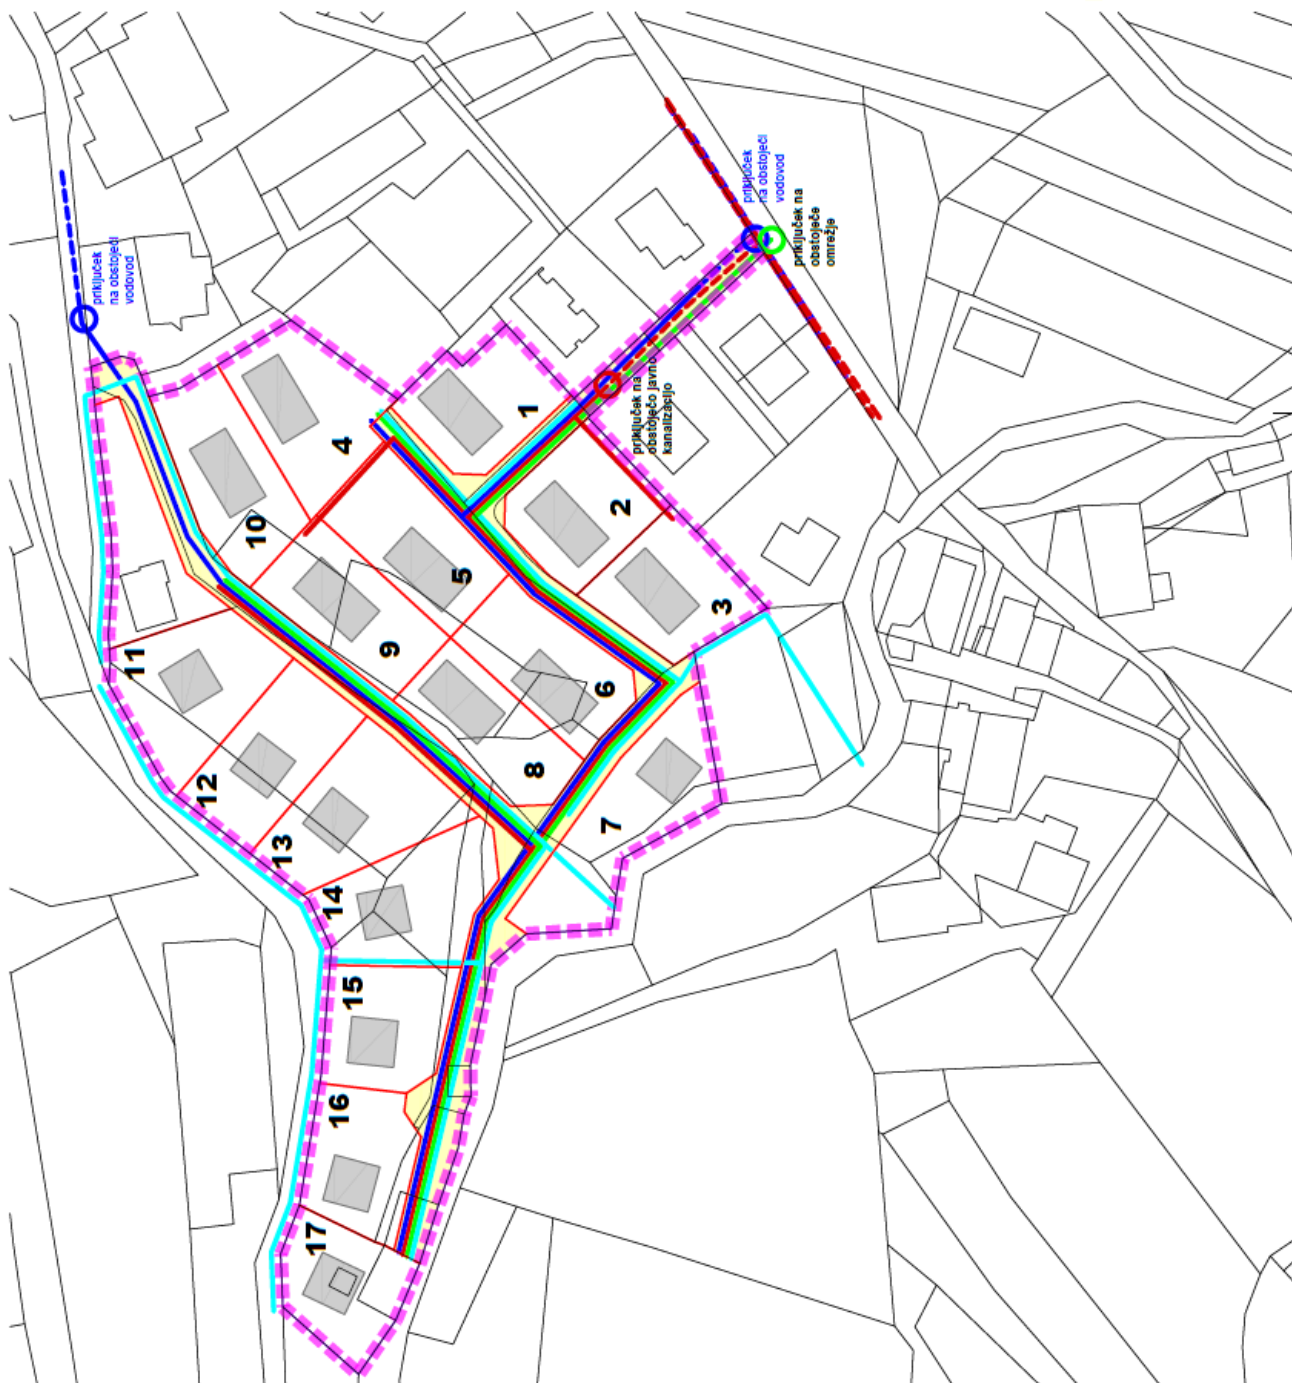 priključek
na obstoječi
vodovod
priključek
na obstoječi
vodovod
priključek na
obstoječe
omrežje
priključek na
obstoječo javno
kanalizacijo
1
2
3
4
5
6
7
8
9
10
11
12
13
14
15
16
17